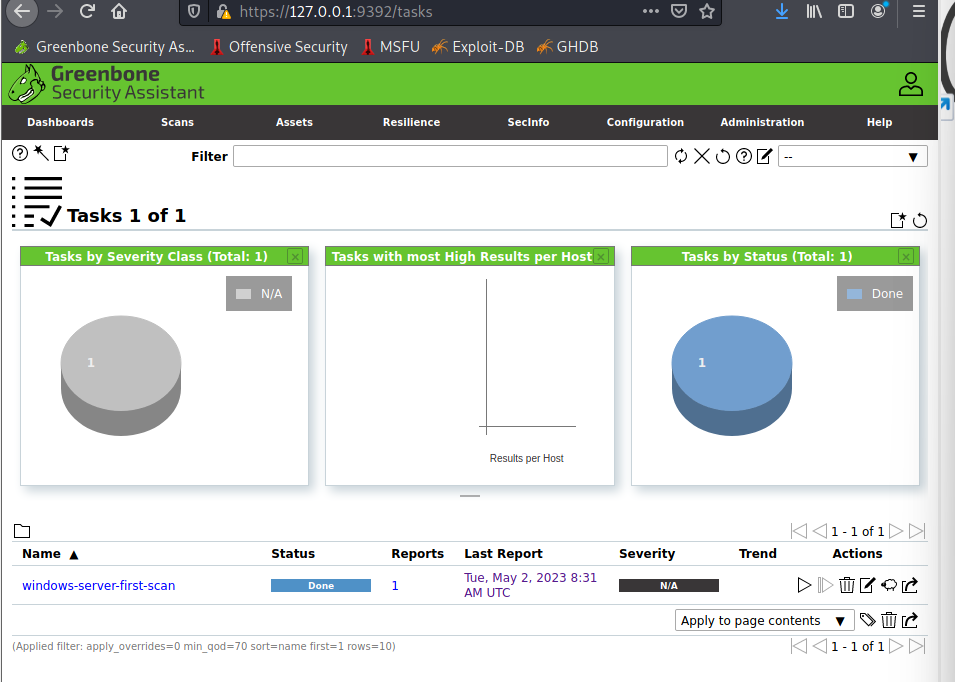 https://127.0.0.1:9392/tasks
Greenbone Security As... Offensive Security MSFU Exploit-DB GHDB
Greenbone
Security Assistant
Dashboards Scans Assets Resilience SecInfo Configuration Administration Help
Filter --
Tasks 1 of 1
Tasks by Severity Class (Total: 1)
N/A
1
Tasks with most High Results per Host
Results per Host
Tasks by Status (Total: 1)
Done
1
1 - 1 of 1
Name ▲ Status Reports Last Report Severity Trend Actions
windows-server-first-scan Done 1 Tue, May 2, 2023 8:31 N/A
AM UTC
Apply to page contents ▼
(Applied filter: apply_overrides=0 min_qod=70 sort=name first=1 rows=10) 1 - 1 of 1